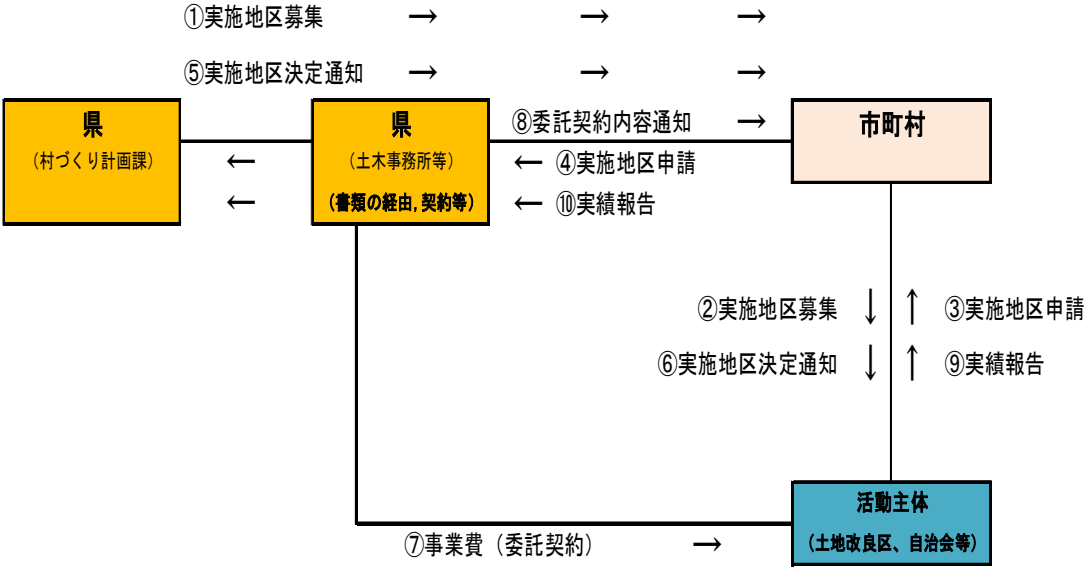 ①実施地区募集 → → →
⑤実施地区決定通知 → → →
県
(村づくり計画課)
県
(土木事務所等)
(書類の経由,契約等)
⑧委託契約内容通知 →
市町村
← ← ④実施地区申請
← ← ⑩実績報告
②実施地区募集 ↓ ↑ ③実施地区申請
⑥実施地区決定通知 ↓ ↑ ⑨実績報告
活動主体
(土地改良区、自治会等)
⑦事業費(委託契約) →